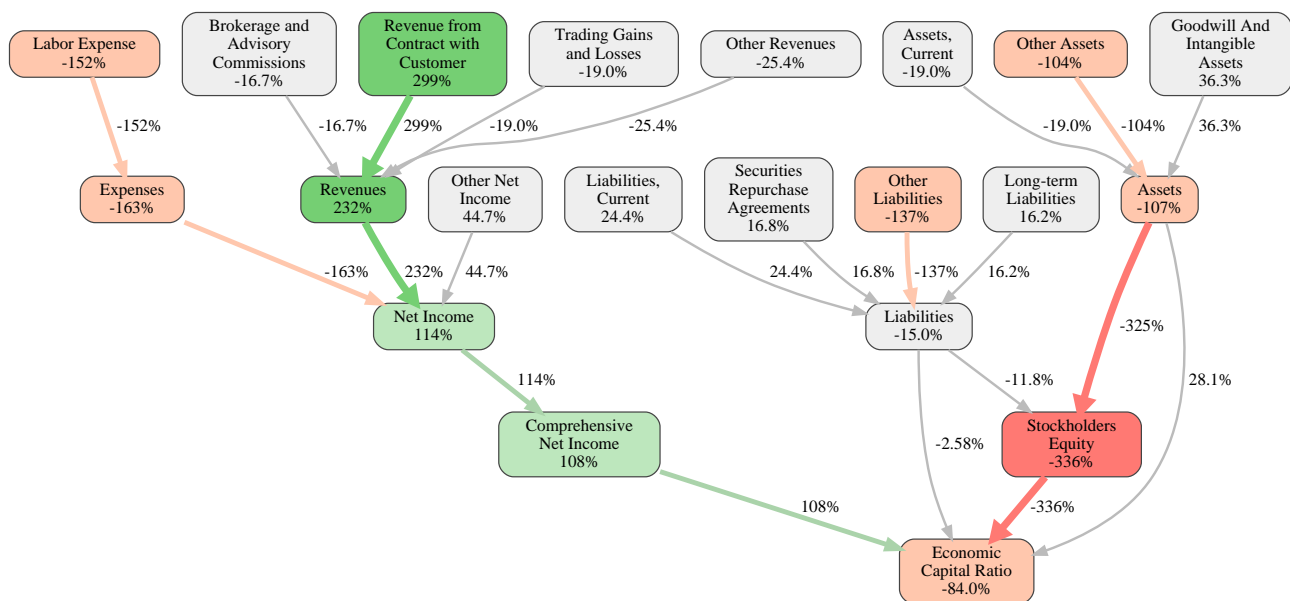 Labor Expense
-152%
Brokerage and
Advisory
Commissions
-16.7%
Revenue from
Contract with
Customer
299%
Trading Gains
and Losses
-19.0%
Other Revenues
-25.4%
Assets,
Current
-19.0%
Other Assets
-104%
Goodwill And
Intangible
Assets
36.3%
-152%
-16.7%
299%
-19.0%
-25.4%
-19.0%
-104%
36.3%
Expenses
-163%
Revenues
232%
Other Net
Income
44.7%
Liabilities,
Current
24.4%
Securities
Repurchase
Agreements
16.8%
Other
Liabilities
-137%
Long-term
Liabilities
16.2%
Assets
-107%
-163%
232%
44.7%
24.4%
16.8%
-137%
16.2%
Net Income
114%
Liabilities
-15.0%
-325%
114%
-11.8%
28.1%
Comprehensive
Net Income
108%
-2.58%
Stockholders
Equity
-336%
108%
-336%
Economic
Capital Ratio
-84.0%